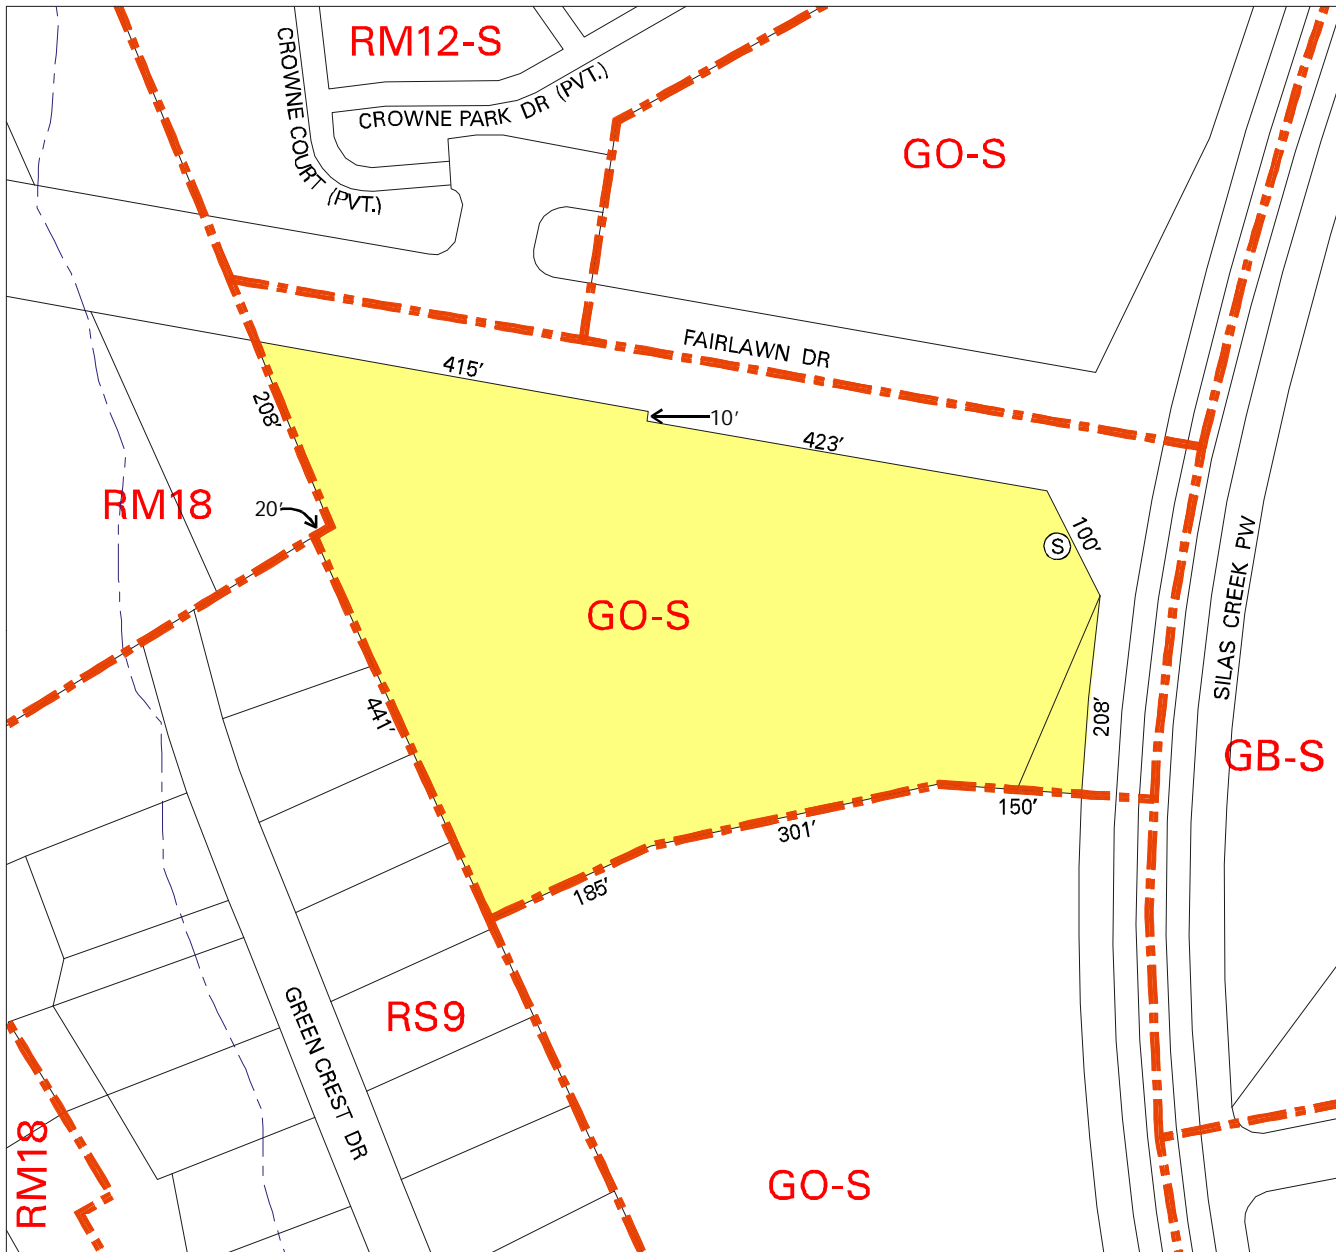 RM12-S
CROWNE COURT (PVT.)
CROWNE PARK DR (PVT.)
GO-S
FAIRLAWN DR
415'
10'
423'
208'
RM18
20'
100'
S
GO-S
SILAS CREEK PW
441'
208'
GB-S
150'
301'
185'
GREEN CREST DR
RS9
RM18
GO-S